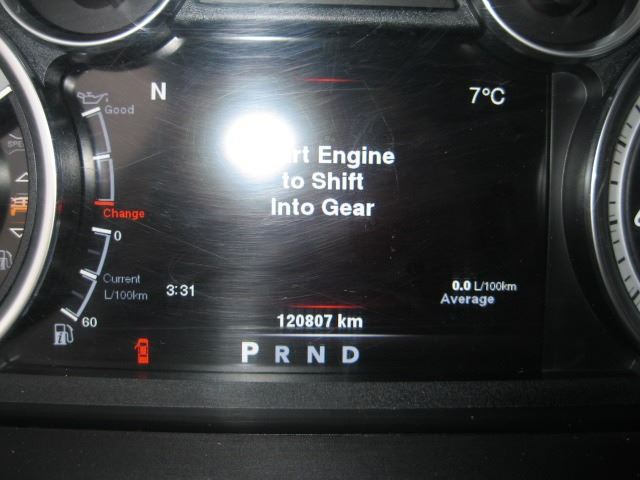 N
7°C
Good
Engine
to Shift
Into Gear
Change
0
Current
L/100km
3:31
0.0 L/100km
Average
60
120807 km
P R N D